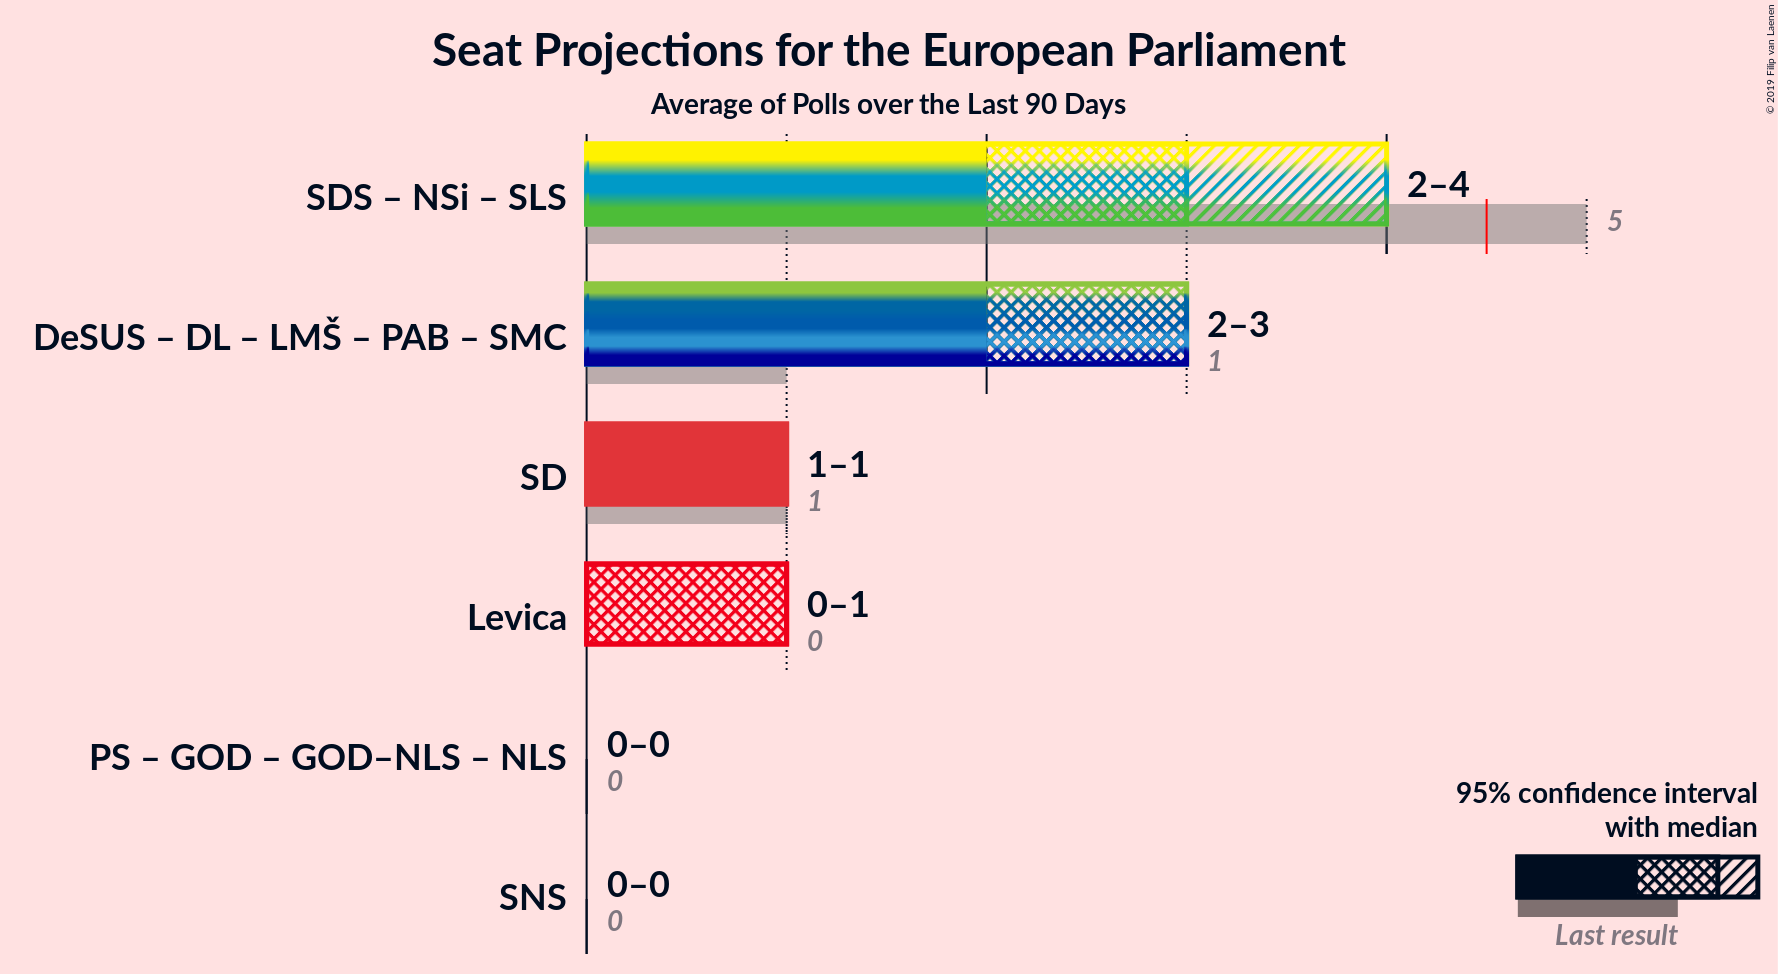 Seat Projections for the European Parliament
Average of Polls over the Last 90 Days
© 2019 Filip van Laenen
SDS – NSi – SLS
2–4
5
DeSUS – DL – LMŠ – PAB – SMC
2–3
1
SD
1–1
1
Levica
0–1
0
PS – GOD – GOD–NLS – NLS
0–0
0
SNS
0–0
0
95% confidence interval
with median
Last result